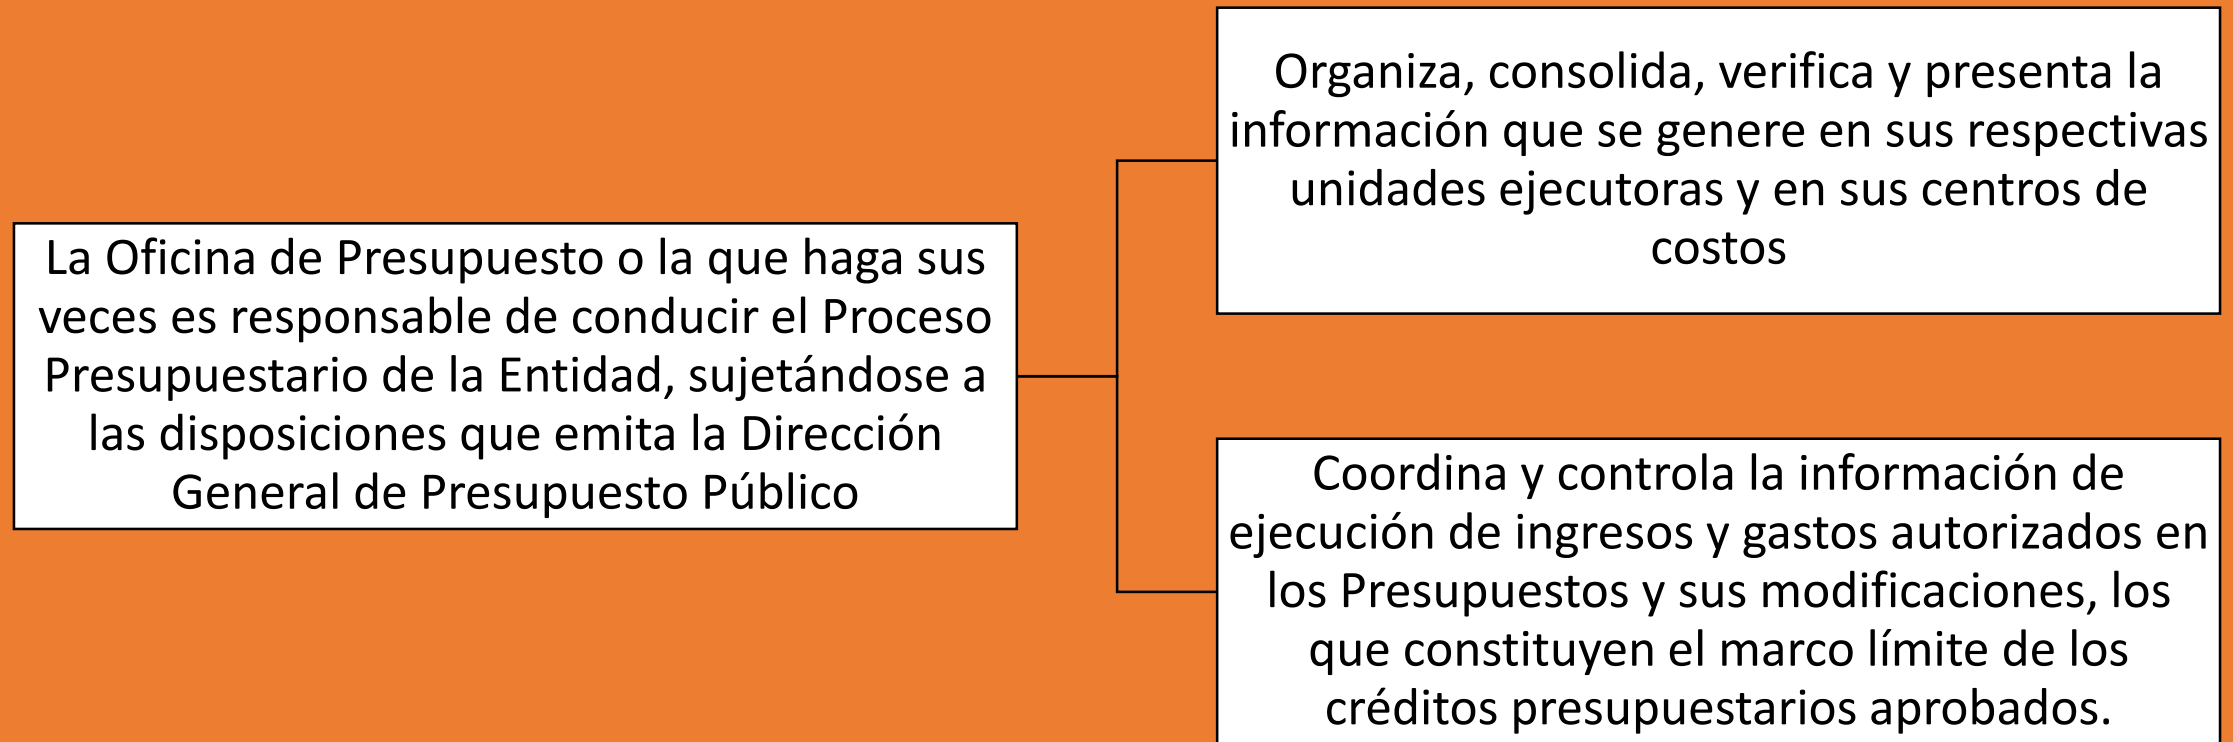 La Oficina de Presupuesto o la que haga sus
veces es responsable de conducir el Proceso
Presupuestario de la Entidad, sujetándose a
las disposiciones que emita la Dirección
General de Presupuesto Público
Organiza, consolida, verifica y presenta la
información que se genere en sus respectivas
unidades ejecutoras y en sus centros de
costos
Coordina y controla la información de
ejecución de ingresos y gastos autorizados en
los Presupuestos y sus modificaciones, los
que constituyen el marco límite de los
créditos presupuestarios aprobados.